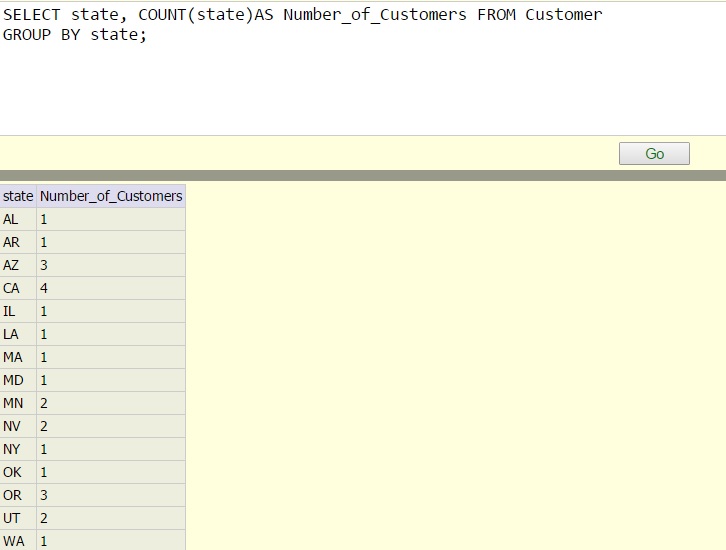 SELECT state, COUNT(state)AS Number_of_Customers FROM Customer
GROUP BY state;
Go
state Number_of_Customers
AL 1
AR 1
AZ 3
CA 4
IL 1
LA 1
MA 1
MD 1
MN 2
NV 2
NY 1
OK 1
OR 3
UT 2
WA 1